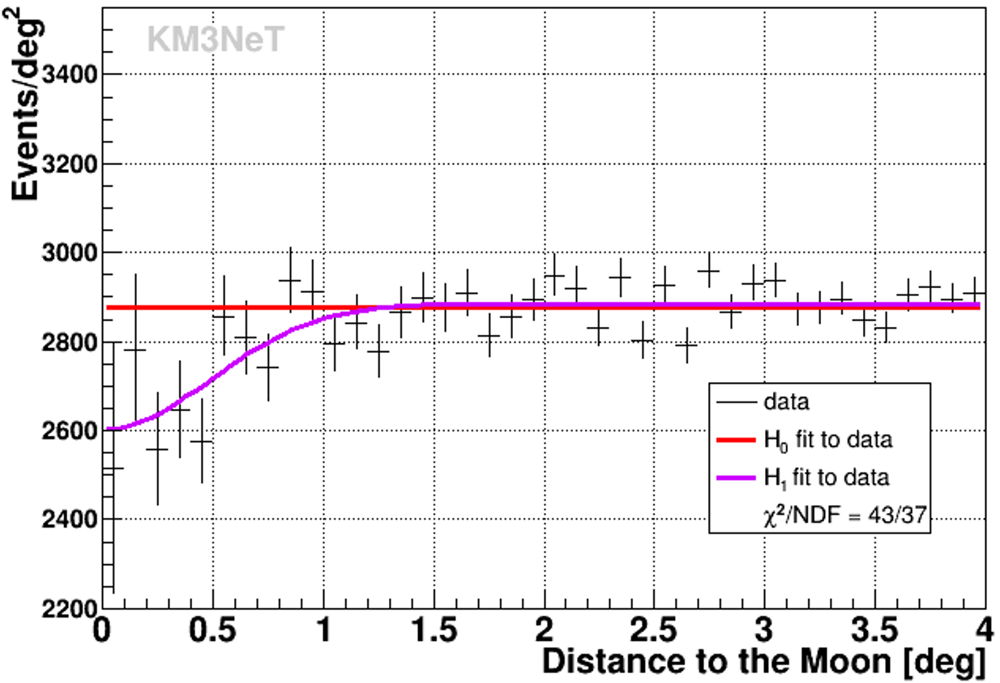 KM3NeT
Events/deg²
3400
3200
3000
2800
2600
2400
2200
0 0.5 1 1.5 2 2.5 3 3.5 4
Distance to the Moon [deg]
data
H₀ fit to data
H₁ fit to data
χ²/NDF = 43/37